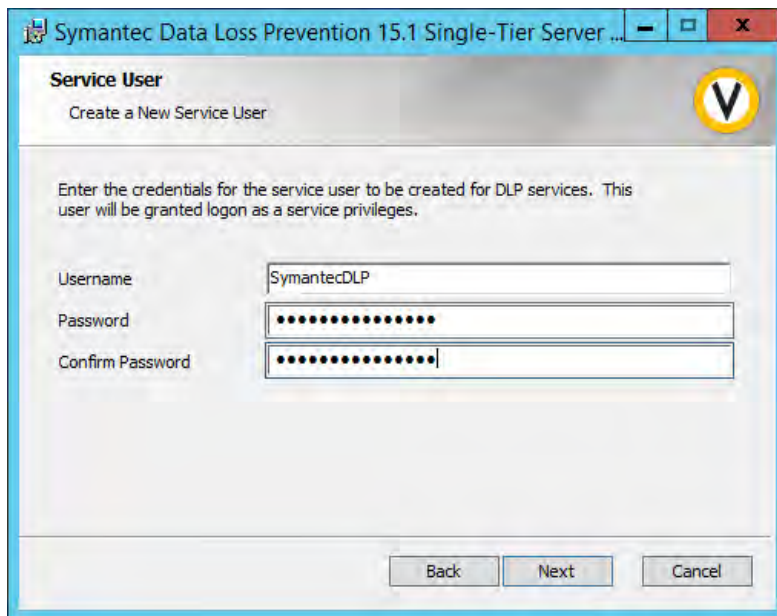 Symantec Data Loss Prevention 15.1 Single-Tier Server ...
Service User
Create a New Service User
Enter the credentials for the service user to be created for DLP services. This
user will be granted logon as a service privileges.
Username
SymantecDLP
Password
•••••••••••••••
Confirm Password
•••••••••••••••
Back
Next
Cancel